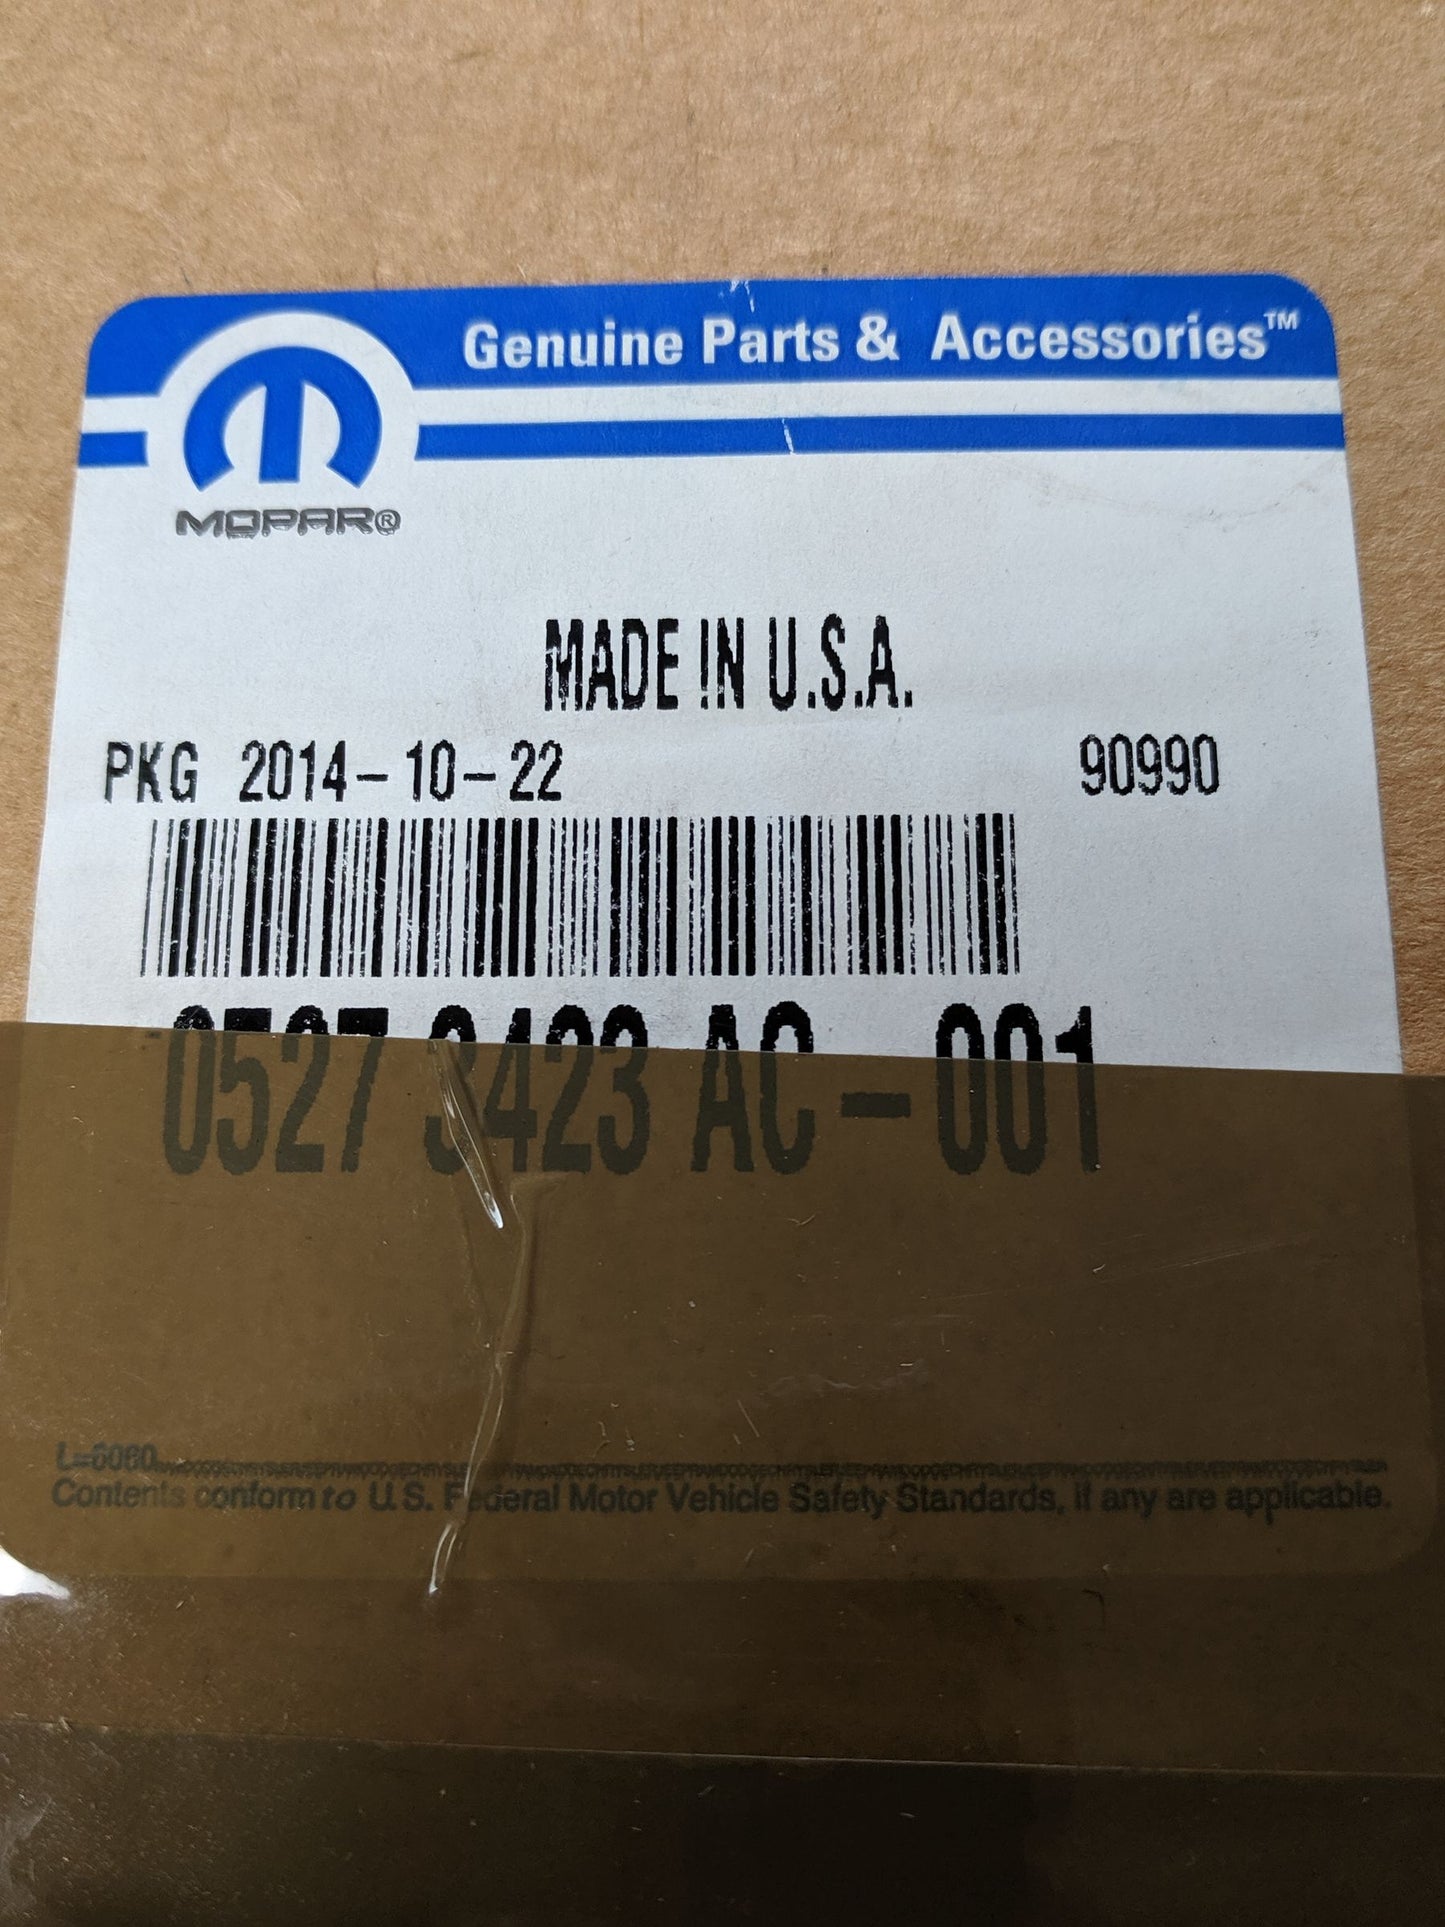 Genuine Parts & Accessories™
MOPAR®
MADE IN U.S.A.
PKG 2014-10-22 90990
0527 3423 AC-001
L=6060
Contents conform to U.S. Federal Motor Vehicle Safety Standards, if any are applicable.